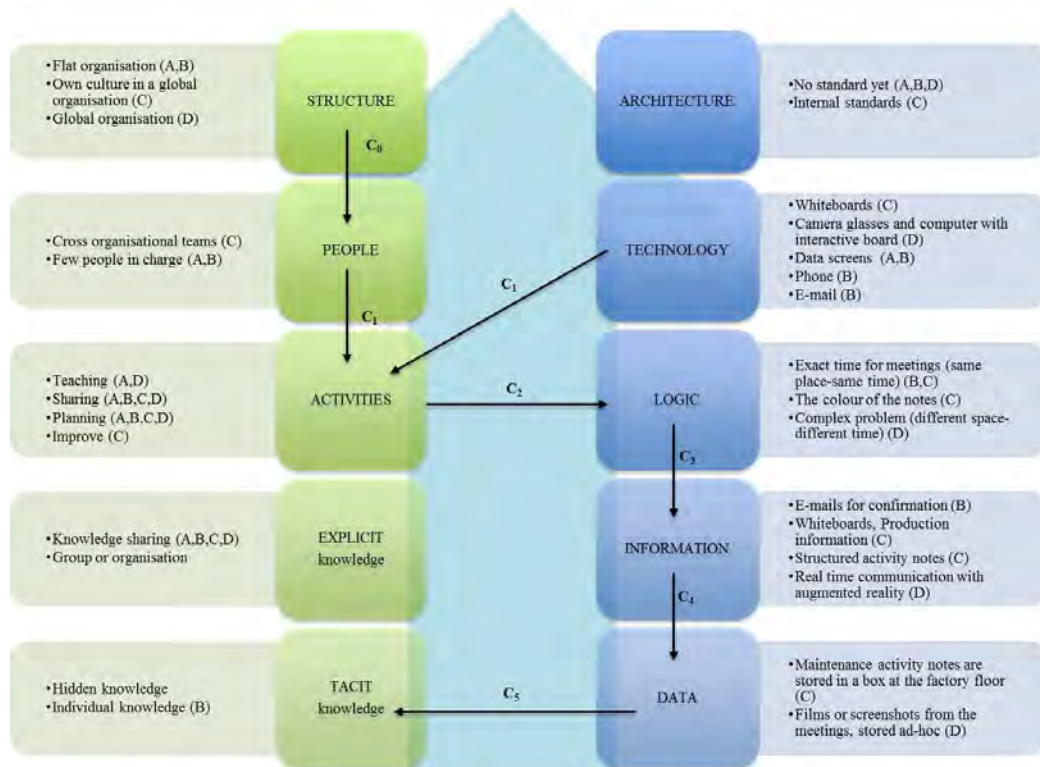 •Flat organisation (A,B)
•Own culture in a global
organisation (C)
•Global organisation (D)
STRUCTURE
ARCHITECTURE
•No standard yet (A,B,D)
•Internal standards (C)
C0
•Cross organisational teams (C)
•Few people in charge (A,B)
PEOPLE
TECHNOLOGY
•Whiteboards (C)
•Camera glasses and computer with
interactive board (D)
•Data screens (A,B)
•Phone (B)
•E-mail (B)
C1
C1
•Teaching (A,D)
•Sharing (A,B,C,D)
•Planning (A,B,C,D)
•Improve (C)
ACTIVITIES
C2
LOGIC
•Exact time for meetings (same
place-same time) (B,C)
•The colour of the notes (C)
•Complex problem (different space-
different time) (D)
C3
•Knowledge sharing (A,B,C,D)
•Group or organisation
EXPLICIT
knowledge
INFORMATION
•E-mails for confirmation (B)
•Whiteboards, Production
information (C)
•Structured activity notes (C)
•Real time communication with
augmented reality (D)
C4
•Hidden knowledge
•Individual knowledge (B)
TACIT
knowledge
C5
DATA
•Maintenance activity notes are
stored in a box at the factory floor
(C)
•Films or screenshots from the
meetings, stored ad-hoc (D)